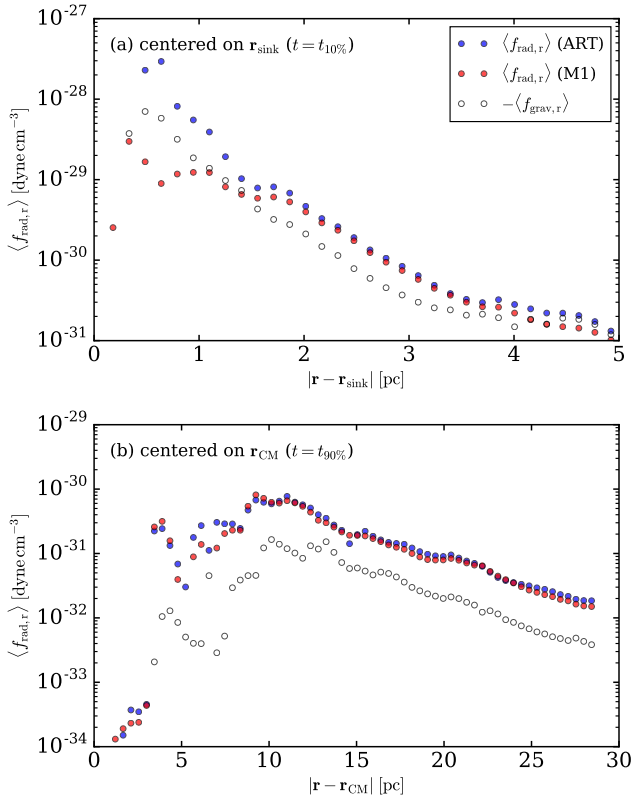 10⁻²⁷
(a) centered on r_sink (t = t_10%)
⟨f_rad,r⟩ (ART)
⟨f_rad,r⟩ (M1)
−⟨f_grav,r⟩
10⁻²⁸
10⁻²⁹
10⁻³⁰
10⁻³¹
⟨f_rad,r⟩ [dyne cm⁻³]
0 1 2 3 4 5
|r − r_sink| [pc]
10⁻²⁹
(b) centered on r_CM (t = t_90%)
10⁻³⁰
10⁻³¹
10⁻³²
10⁻³³
10⁻³⁴
⟨f_rad,r⟩ [dyne cm⁻³]
0 5 10 15 20 25 30
|r − r_CM| [pc]